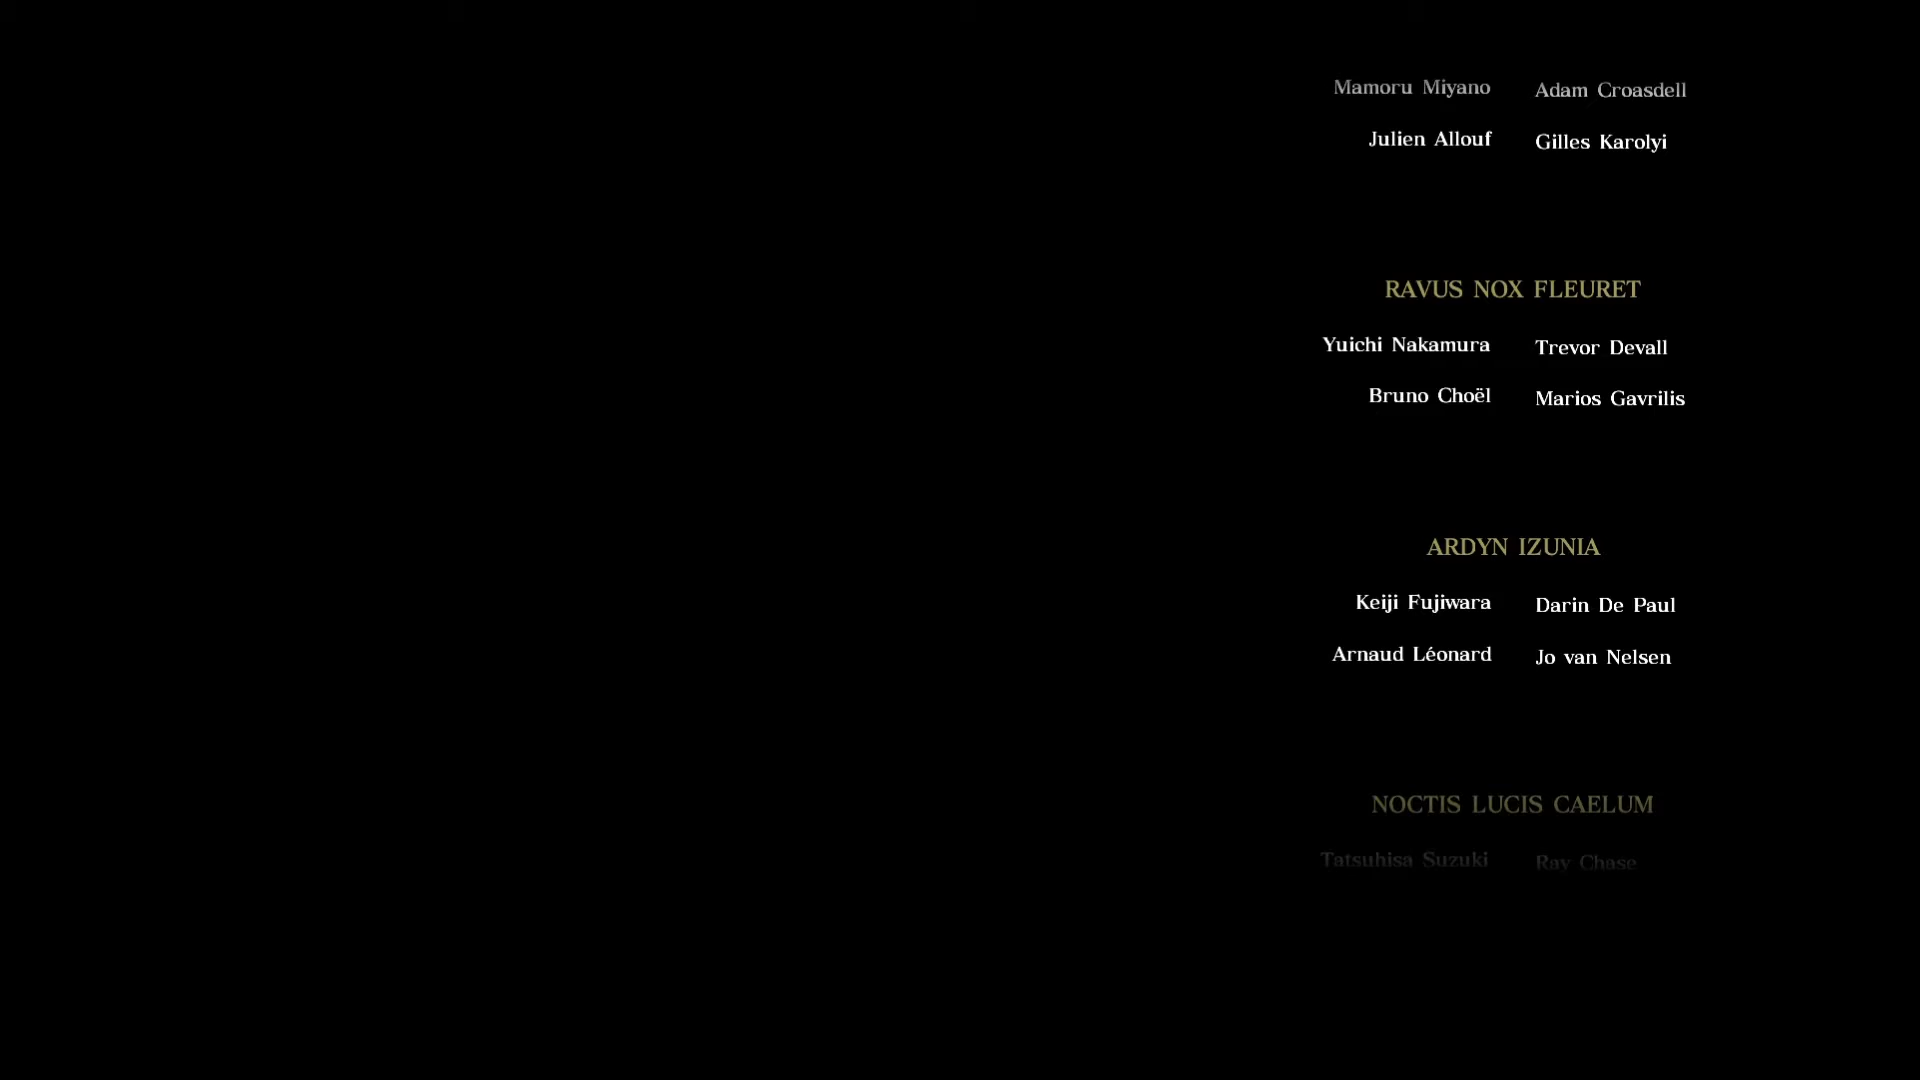 Mamoru Miyano Adam Croasdell
Julien Allouf Gilles Karolyi
RAVUS NOX FLEURET
Yuichi Nakamura Trevor Devall
Bruno Choël Marios Gavrilis
ARDYN IZUNIA
Keiji Fujiwara Darin De Paul
Arnaud Léonard Jo van Nelsen
NOCTIS LUCIS CAELUM
Tatsuhisa Suzuki Ray Chase